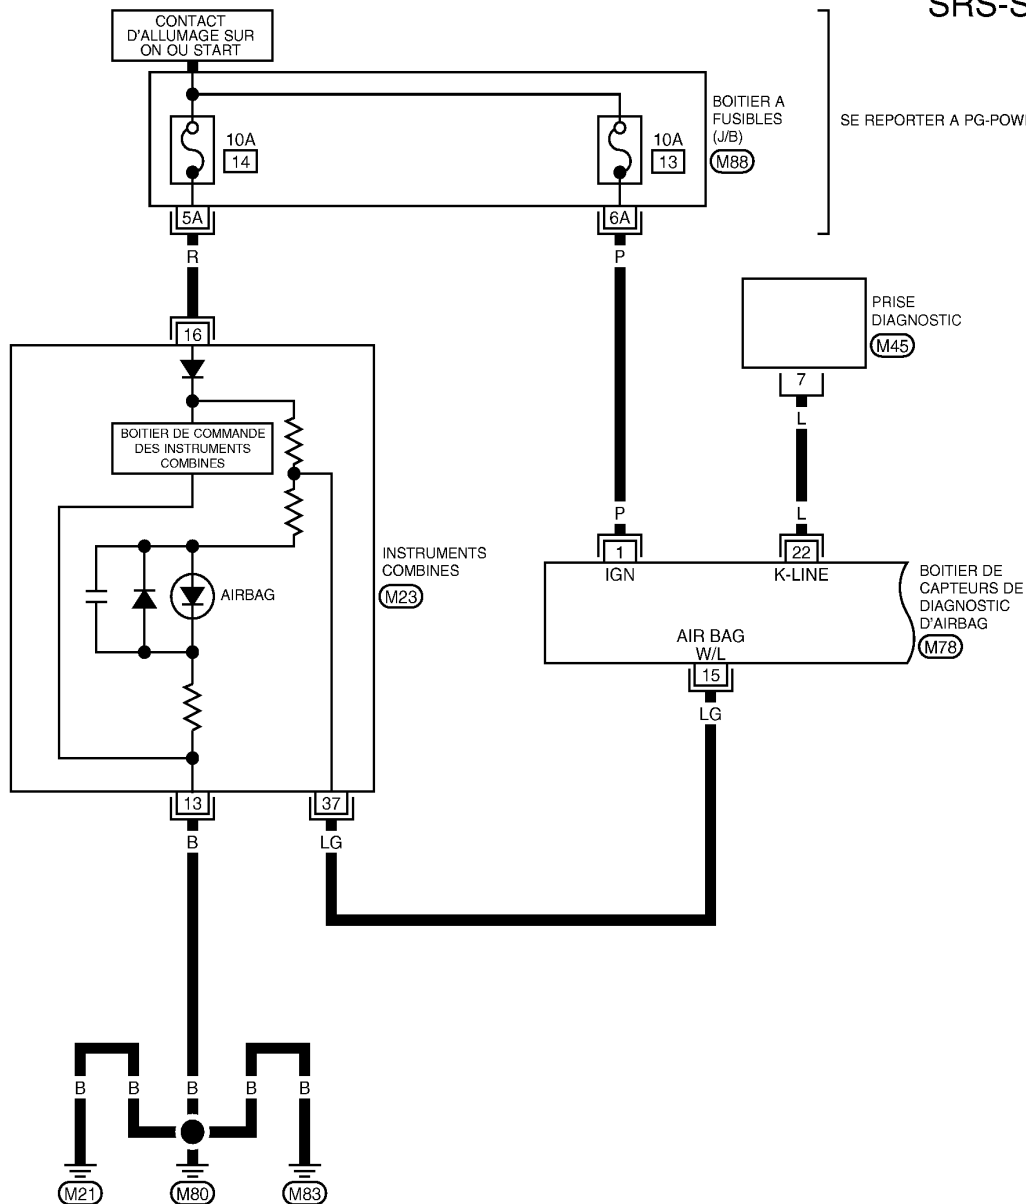 SRS-S
CONTACT
D'ALLUMAGE SUR
ON OU START
10A
14
10A
13
BOITIER A
FUSIBLES
(J/B)
M88
SE REPORTER A PG-POW
5A
6A
R
P
16
PRISE
DIAGNOSTIC
M45
7
L
BOITIER DE COMMANDE
DES INSTRUMENTS
COMBINES
P
L
1
22
IGN
K-LINE
INSTRUMENTS
COMBINES
M23
AIRBAG
BOITIER DE
CAPTEURS DE
DIAGNOSTIC
D'AIRBAG
M78
AIR BAG
W/L
15
LG
13
37
B
LG
B
B
B
B
B
M21
M80
M83